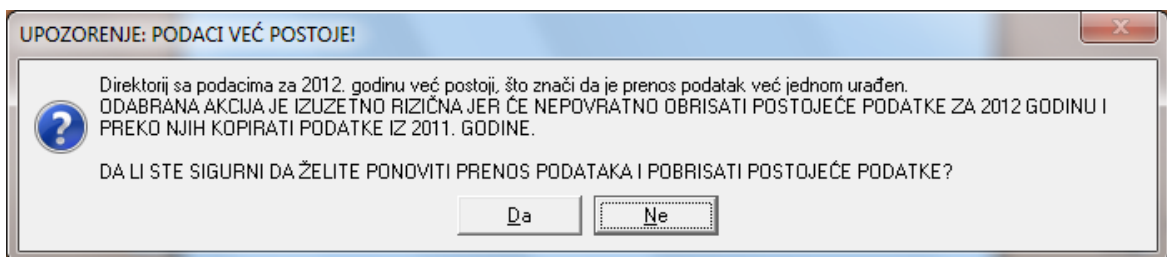 UPOZORENJE: PODACI VEĆ POSTOJE!
Direktorij sa podacima za 2012. godinu već postoji, što znači da je prenos podatak već jednom urađen.
ODABRANA AKCIJA JE IZUZETNO RIZIČNA JER ĆE NEPOVRATNO OBRISATI POSTOJEĆE PODATKE ZA 2012 GODINU I
PREKO NJIH KOPIRATI PODATKE IZ 2011. GODINE.
DA LI STE SIGURNI DA ŽELITE PONOVITI PRENOS PODATAKA I POBRISATI POSTOJEĆE PODATKE?
Da
Ne